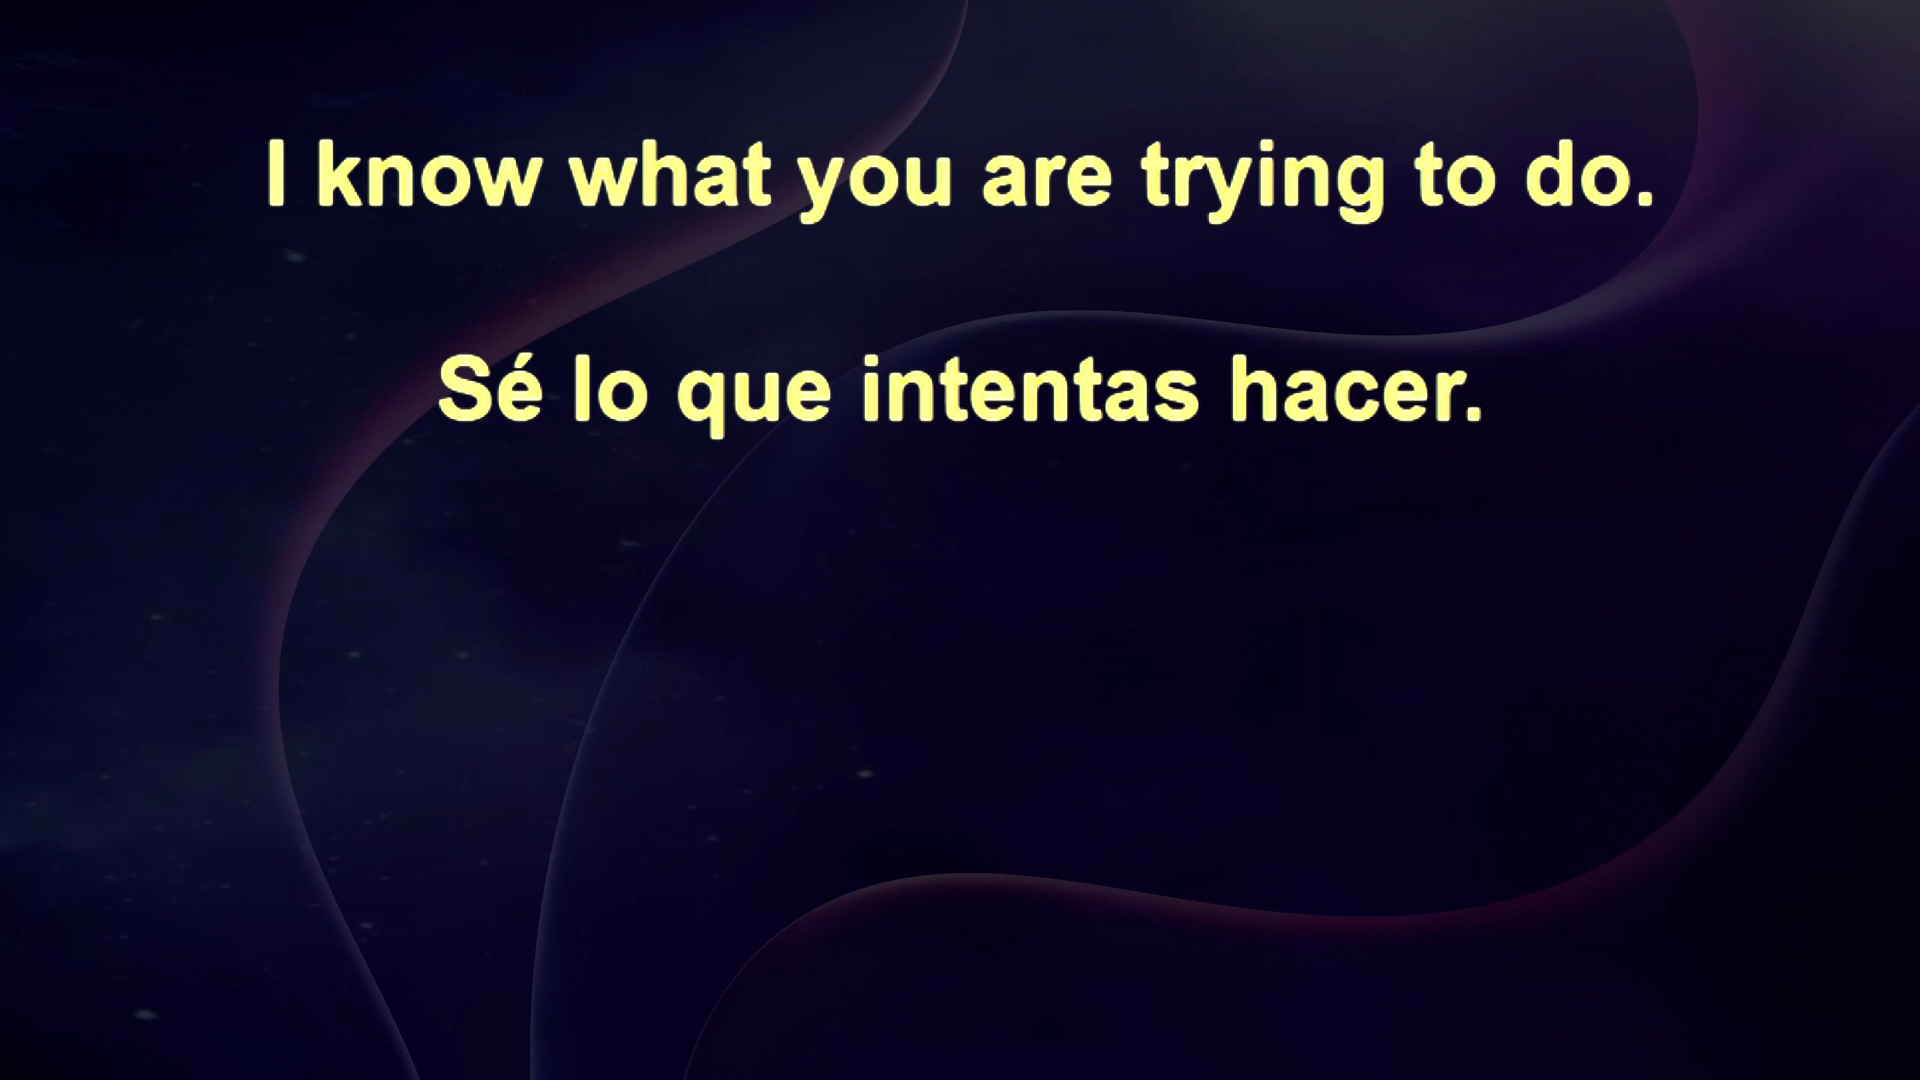 I know what you are trying to do.
Sé lo que intentas hacer.